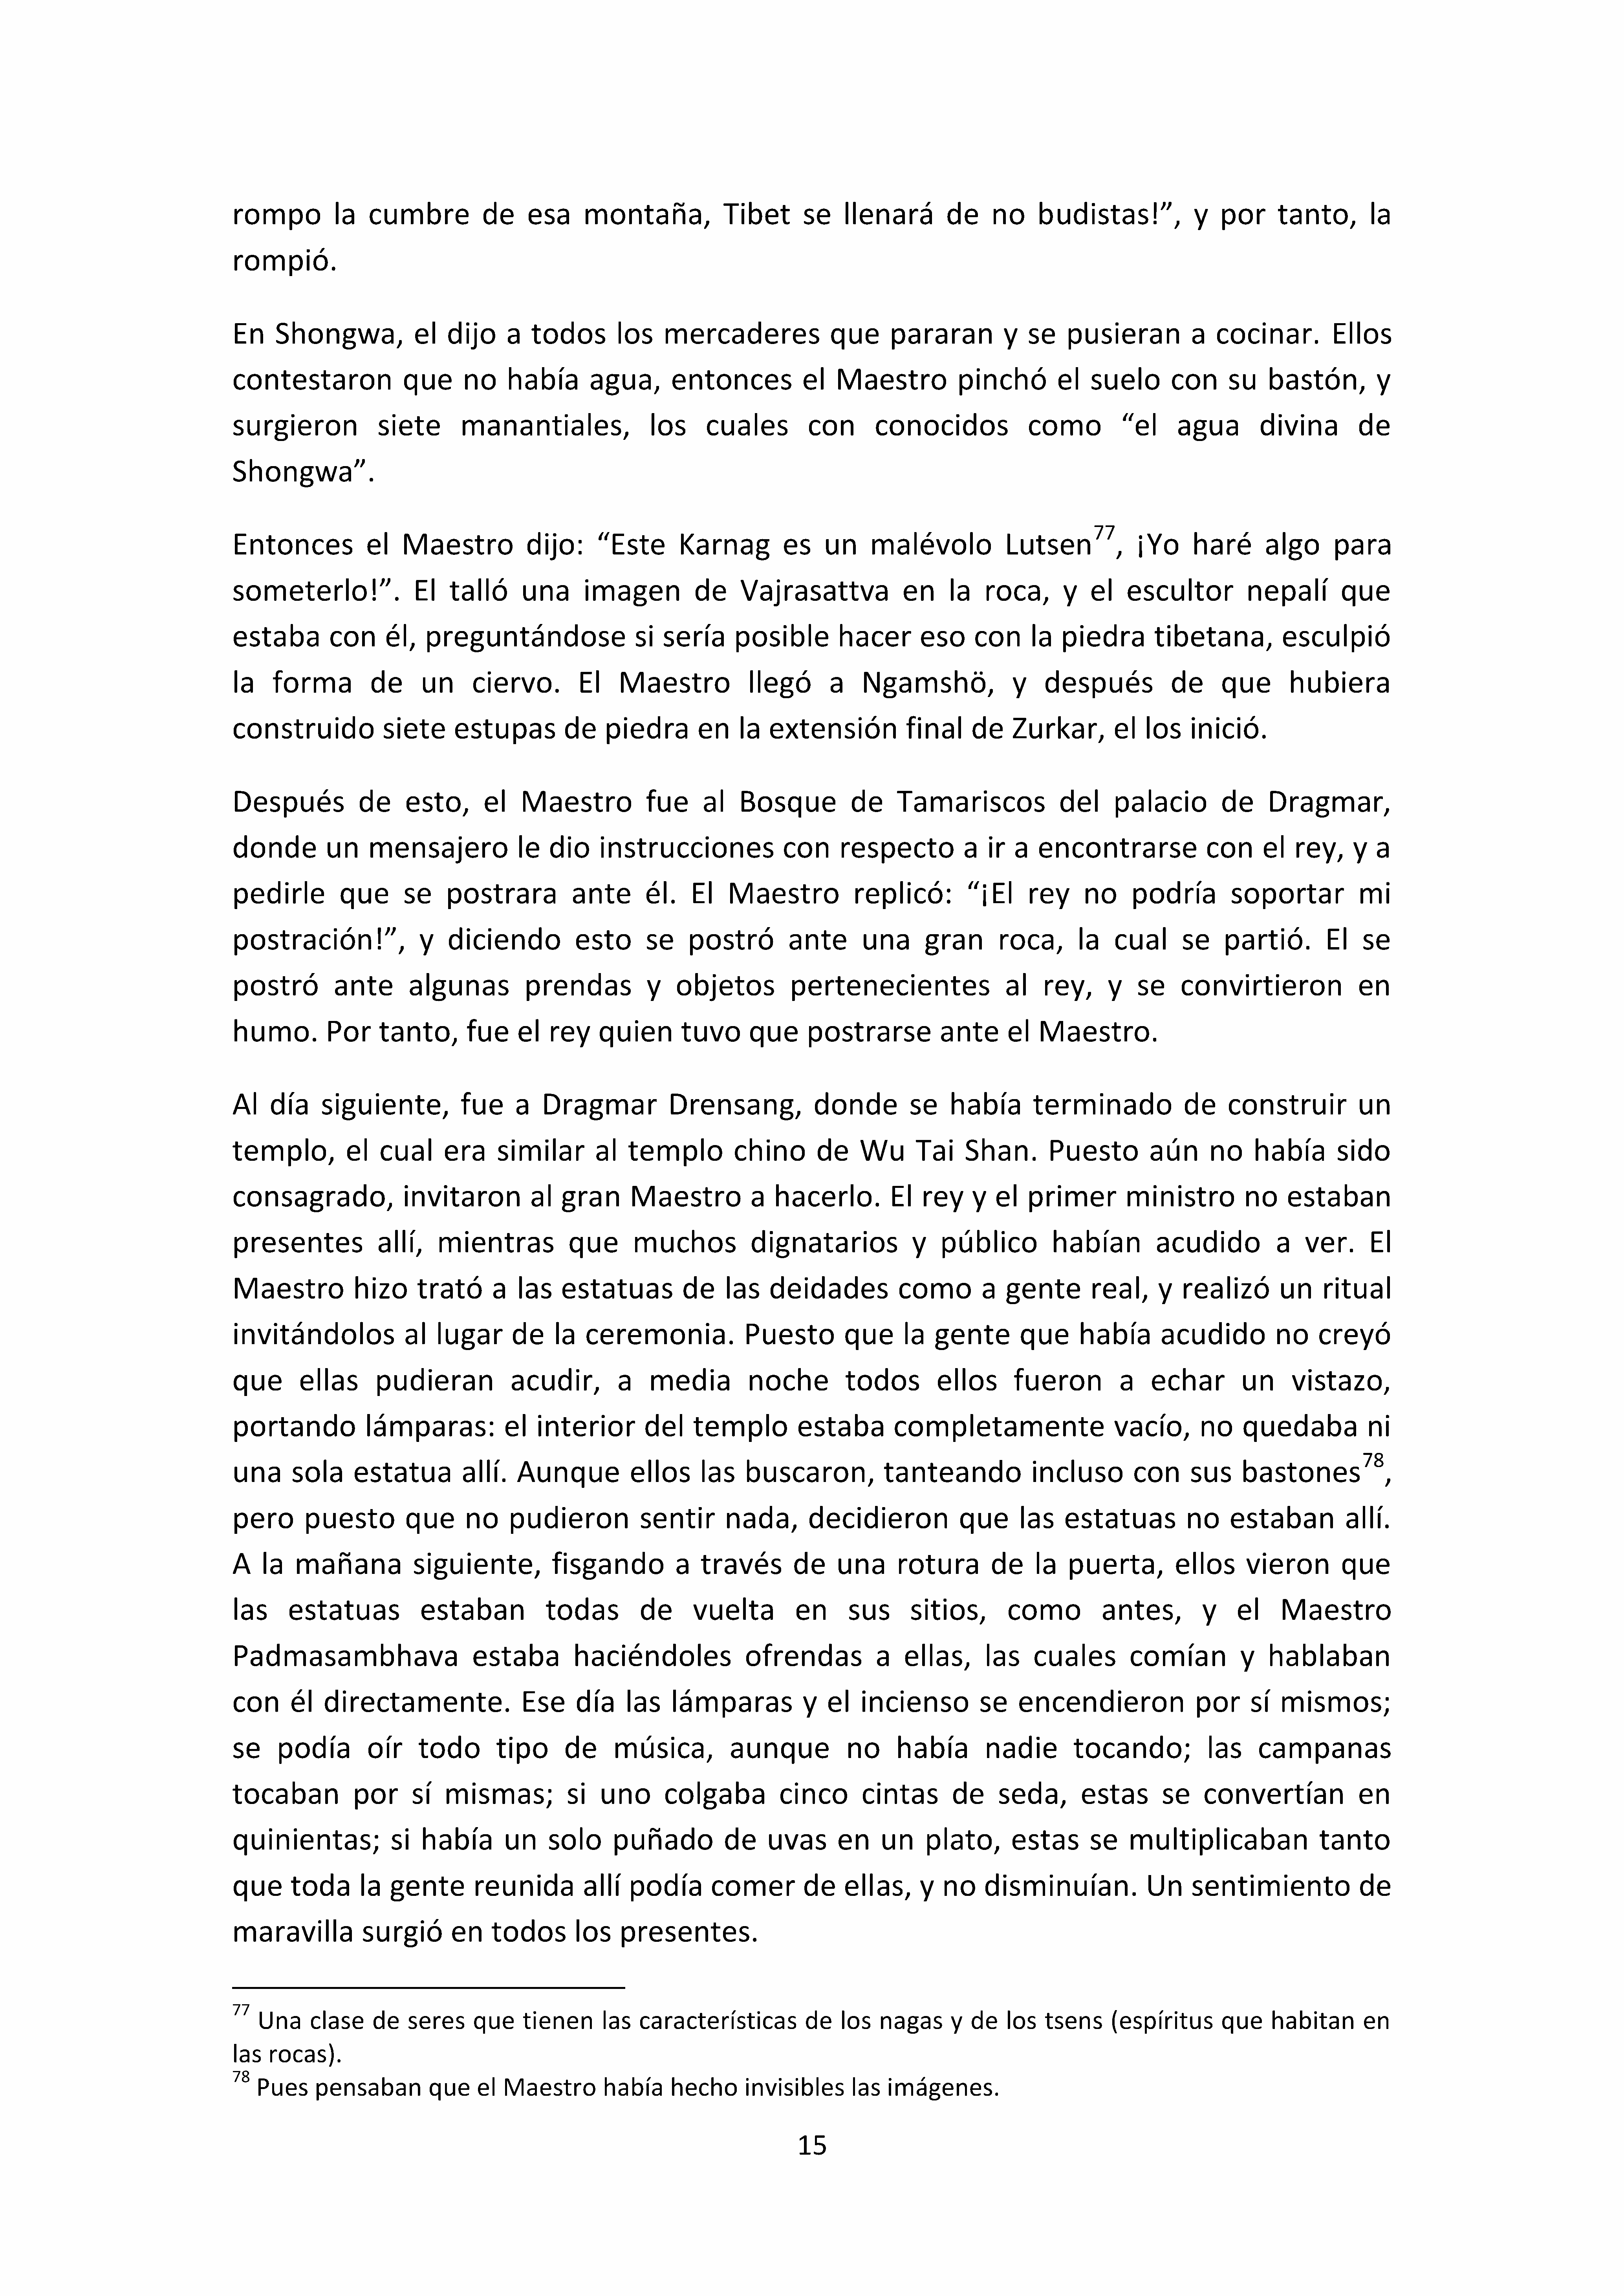 rompo la cumbre de esa montaña, Tibet se llenará de no budistas!”, y por tanto, la
rompió.
En Shongwa, el dijo a todos los mercaderes que pararan y se pusieran a cocinar. Ellos
contestaron que no había agua, entonces el Maestro pinchó el suelo con su bastón, y
surgieron siete manantiales, los cuales con conocidos como “el agua divina de
Shongwa”.
Entonces el Maestro dijo: “Este Karnag es un malévolo Lutsen77, ¡Yo haré algo para
someterlo!”. El talló una imagen de Vajrasattva en la roca, y el escultor nepalí que
estaba con él, preguntándose si sería posible hacer eso con la piedra tibetana, esculpió
la forma de un ciervo. El Maestro llegó a Ngamshö, y después de que hubiera
construido siete estupas de piedra en la extensión final de Zurkar, el los inició.
Después de esto, el Maestro fue al Bosque de Tamariscos del palacio de Dragmar,
donde un mensajero le dio instrucciones con respecto a ir a encontrarse con el rey, y a
pedirle que se postrara ante él. El Maestro replicó: “¡El rey no podría soportar mi
postración!”, y diciendo esto se postró ante una gran roca, la cual se partió. El se
postró ante algunas prendas y objetos pertenecientes al rey, y se convirtieron en
humo. Por tanto, fue el rey quien tuvo que postrarse ante el Maestro.
Al día siguiente, fue a Dragmar Drensang, donde se había terminado de construir un
templo, el cual era similar al templo chino de Wu Tai Shan. Puesto aún no había sido
consagrado, invitaron al gran Maestro a hacerlo. El rey y el primer ministro no estaban
presentes allí, mientras que muchos dignatarios y público habían acudido a ver. El
Maestro hizo trató a las estatuas de las deidades como a gente real, y realizó un ritual
invitándolos al lugar de la ceremonia. Puesto que la gente que había acudido no creyó
que ellas pudieran acudir, a media noche todos ellos fueron a echar un vistazo,
portando lámparas: el interior del templo estaba completamente vacío, no quedaba ni
una sola estatua allí. Aunque ellos las buscaron, tanteando incluso con sus bastones78,
pero puesto que no pudieron sentir nada, decidieron que las estatuas no estaban allí.
A la mañana siguiente, fisgando a través de una rotura de la puerta, ellos vieron que
las estatuas estaban todas de vuelta en sus sitios, como antes, y el Maestro
Padmasambhava estaba haciéndoles ofrendas a ellas, las cuales comían y hablaban
con él directamente. Ese día las lámparas y el incienso se encendieron por sí mismos;
se podía oír todo tipo de música, aunque no había nadie tocando; las campanas
tocaban por sí mismas; si uno colgaba cinco cintas de seda, estas se convertían en
quinientas; si había un solo puñado de uvas en un plato, estas se multiplicaban tanto
que toda la gente reunida allí podía comer de ellas, y no disminuían. Un sentimiento de
maravilla surgió en todos los presentes.
77 Una clase de seres que tienen las características de los nagas y de los tsens (espíritus que habitan en
las rocas).
78 Pues pensaban que el Maestro había hecho invisibles las imágenes.
15